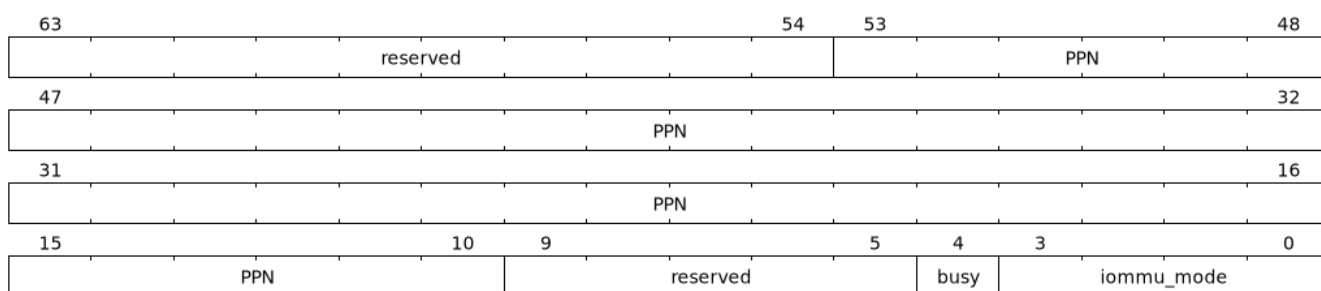 63 54 53 48
reserved PPN
47 32
PPN
31 16
PPN
15 10 9 5 4 3 0
PPN reserved busy iommu_mode